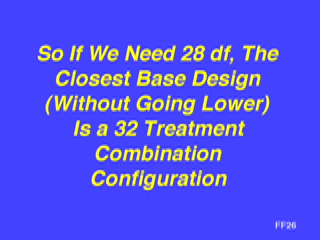 So If We Need 28 df, The
Closest Base Design
(Without Going Lower)
Is a 32 Treatment
Combination
Configuration
FF26